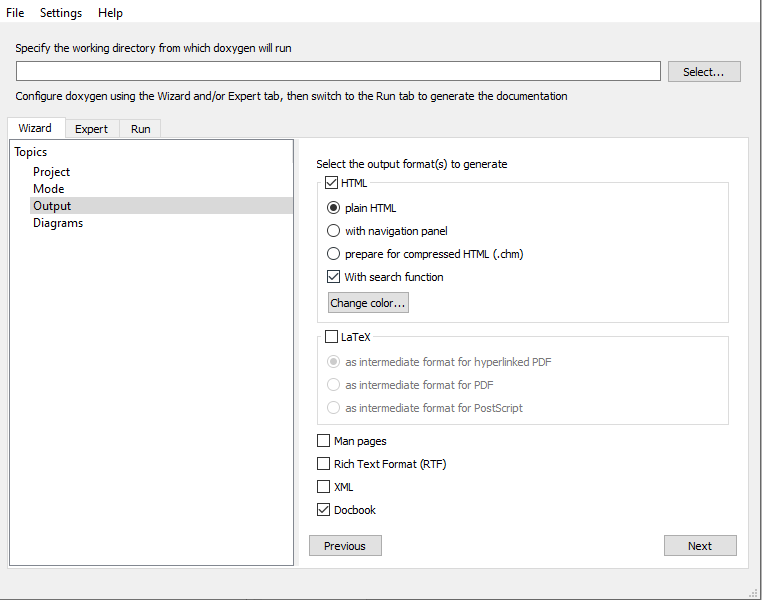 File Settings Help
Specify the working directory from which doxygen will run
Select...
Configure doxygen using the Wizard and/or Expert tab, then switch to the Run tab to generate the documentation
Wizard Expert Run
Topics
Project
Mode
Output
Diagrams
Select the output format(s) to generate
HTML
plain HTML
with navigation panel
prepare for compressed HTML (.chm)
With search function
Change color...
LaTeX
as intermediate format for hyperlinked PDF
as intermediate format for PDF
as intermediate format for PostScript
Man pages
Rich Text Format (RTF)
XML
Docbook
Previous Next